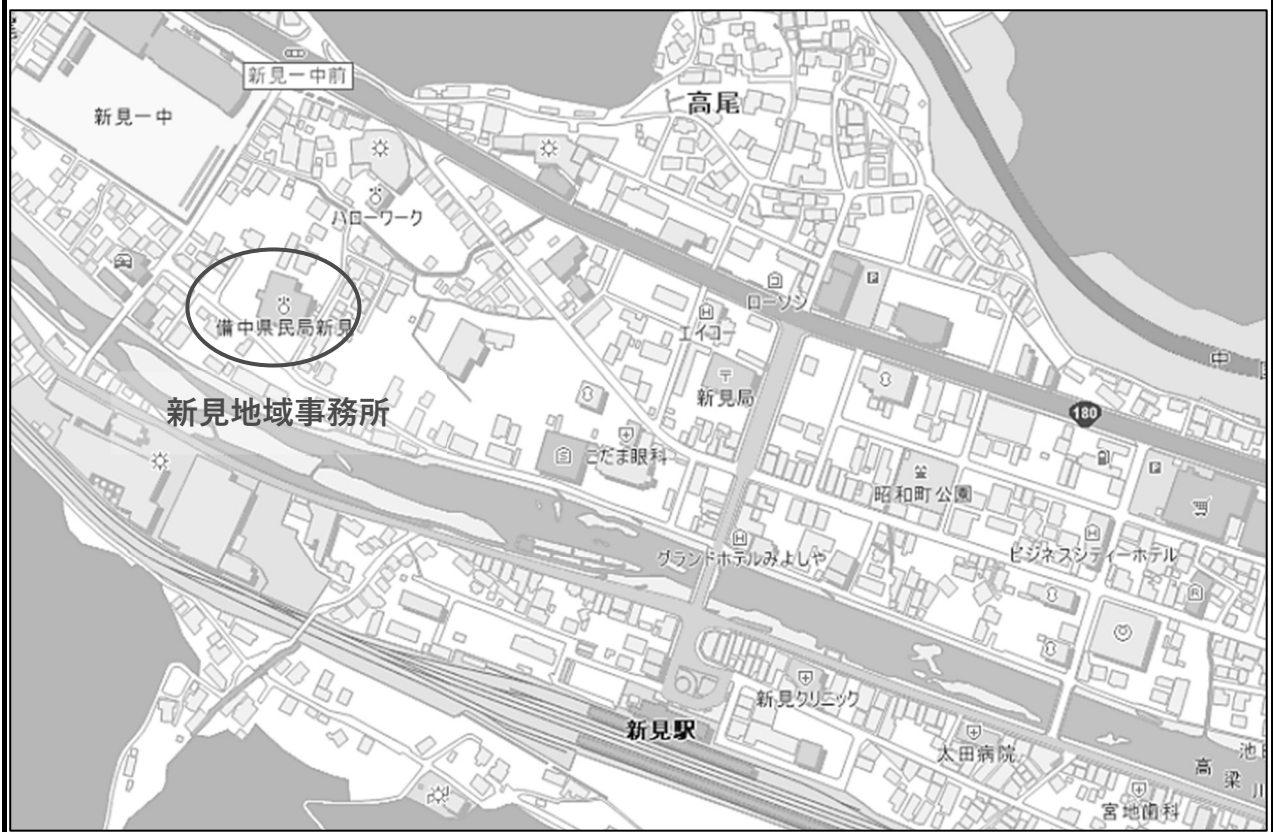 新見一中前
新見一中
高尾
ハローワーク
備中県民局新見
新見地域事務所
ローソン
エイコー
新見局
180
中
こだま眼科
昭和町公園
グランドホテルみよしや
ビジネスシティーホテル
新見クリニック
新見駅
太田病院
池
高梁川
宮地歯科